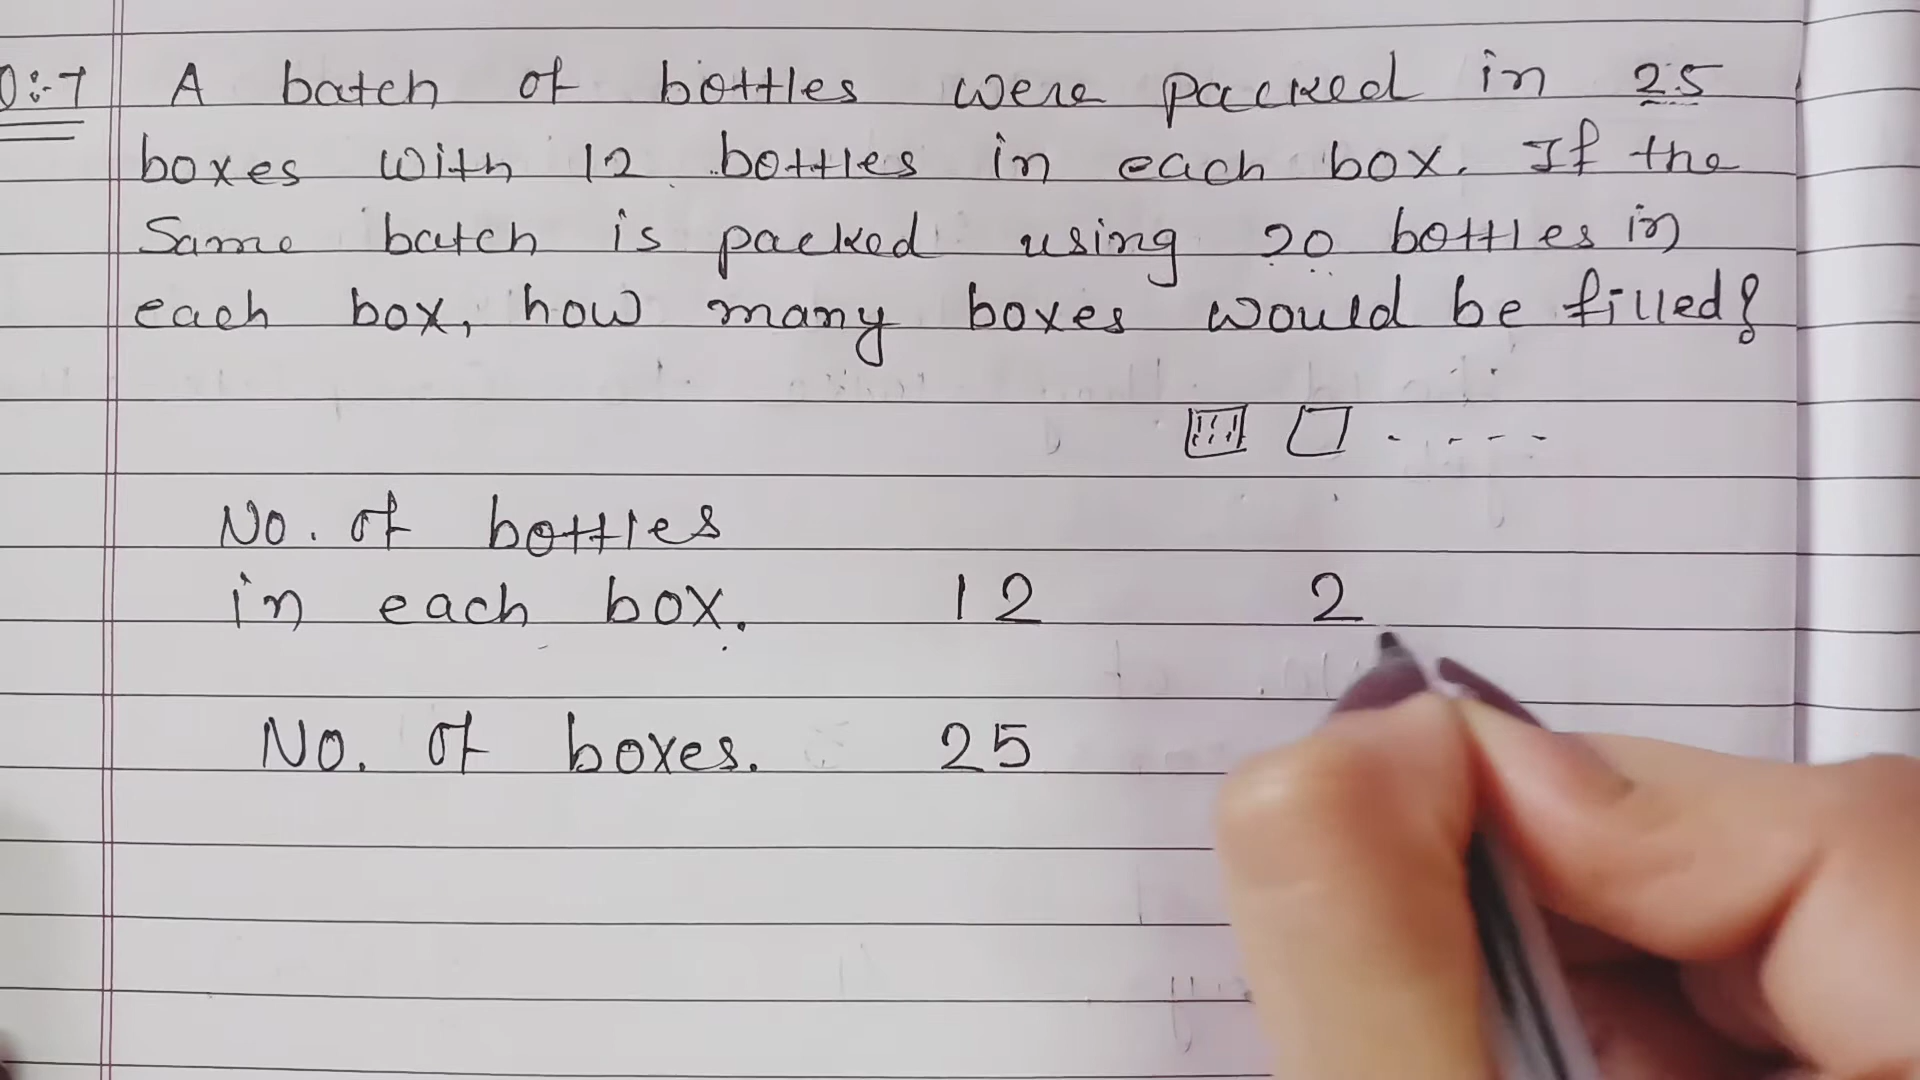 Q:-7 A batch of bottles were packed in 25
boxes with 12 bottles in each box. If the
Same batch is packed using 20 bottles in
each box, how many boxes would be filled?
No. of bottles
in each box. 12 2
No. of boxes. 25